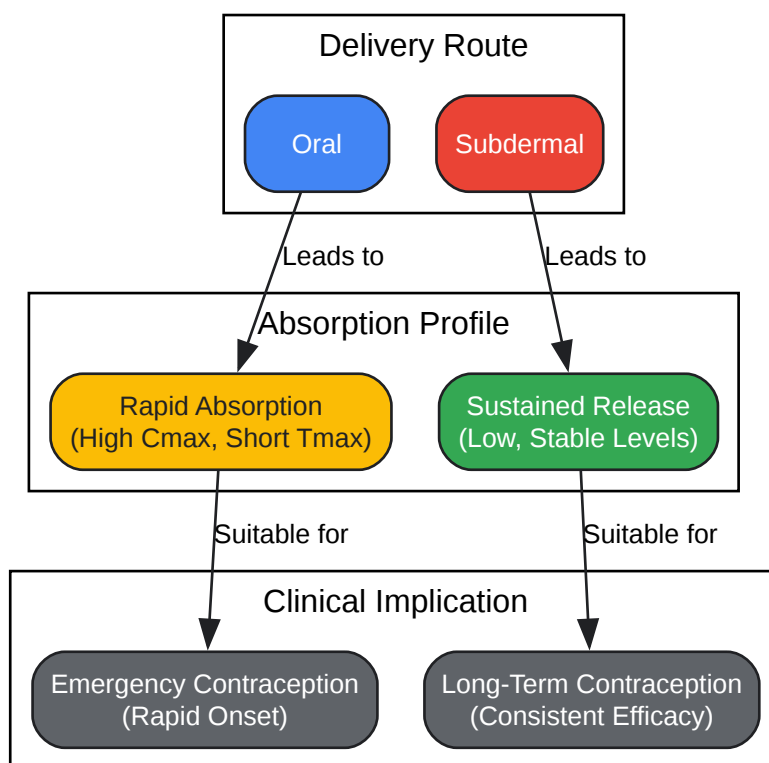 Delivery Route
Oral
Subdermal
Leads to
Leads to
Absorption Profile
Rapid Absorption
(High Cmax, Short Tmax)
Sustained Release
(Low, Stable Levels)
Suitable for
Suitable for
Clinical Implication
Emergency Contraception
(Rapid Onset)
Long-Term Contraception
(Consistent Efficacy)